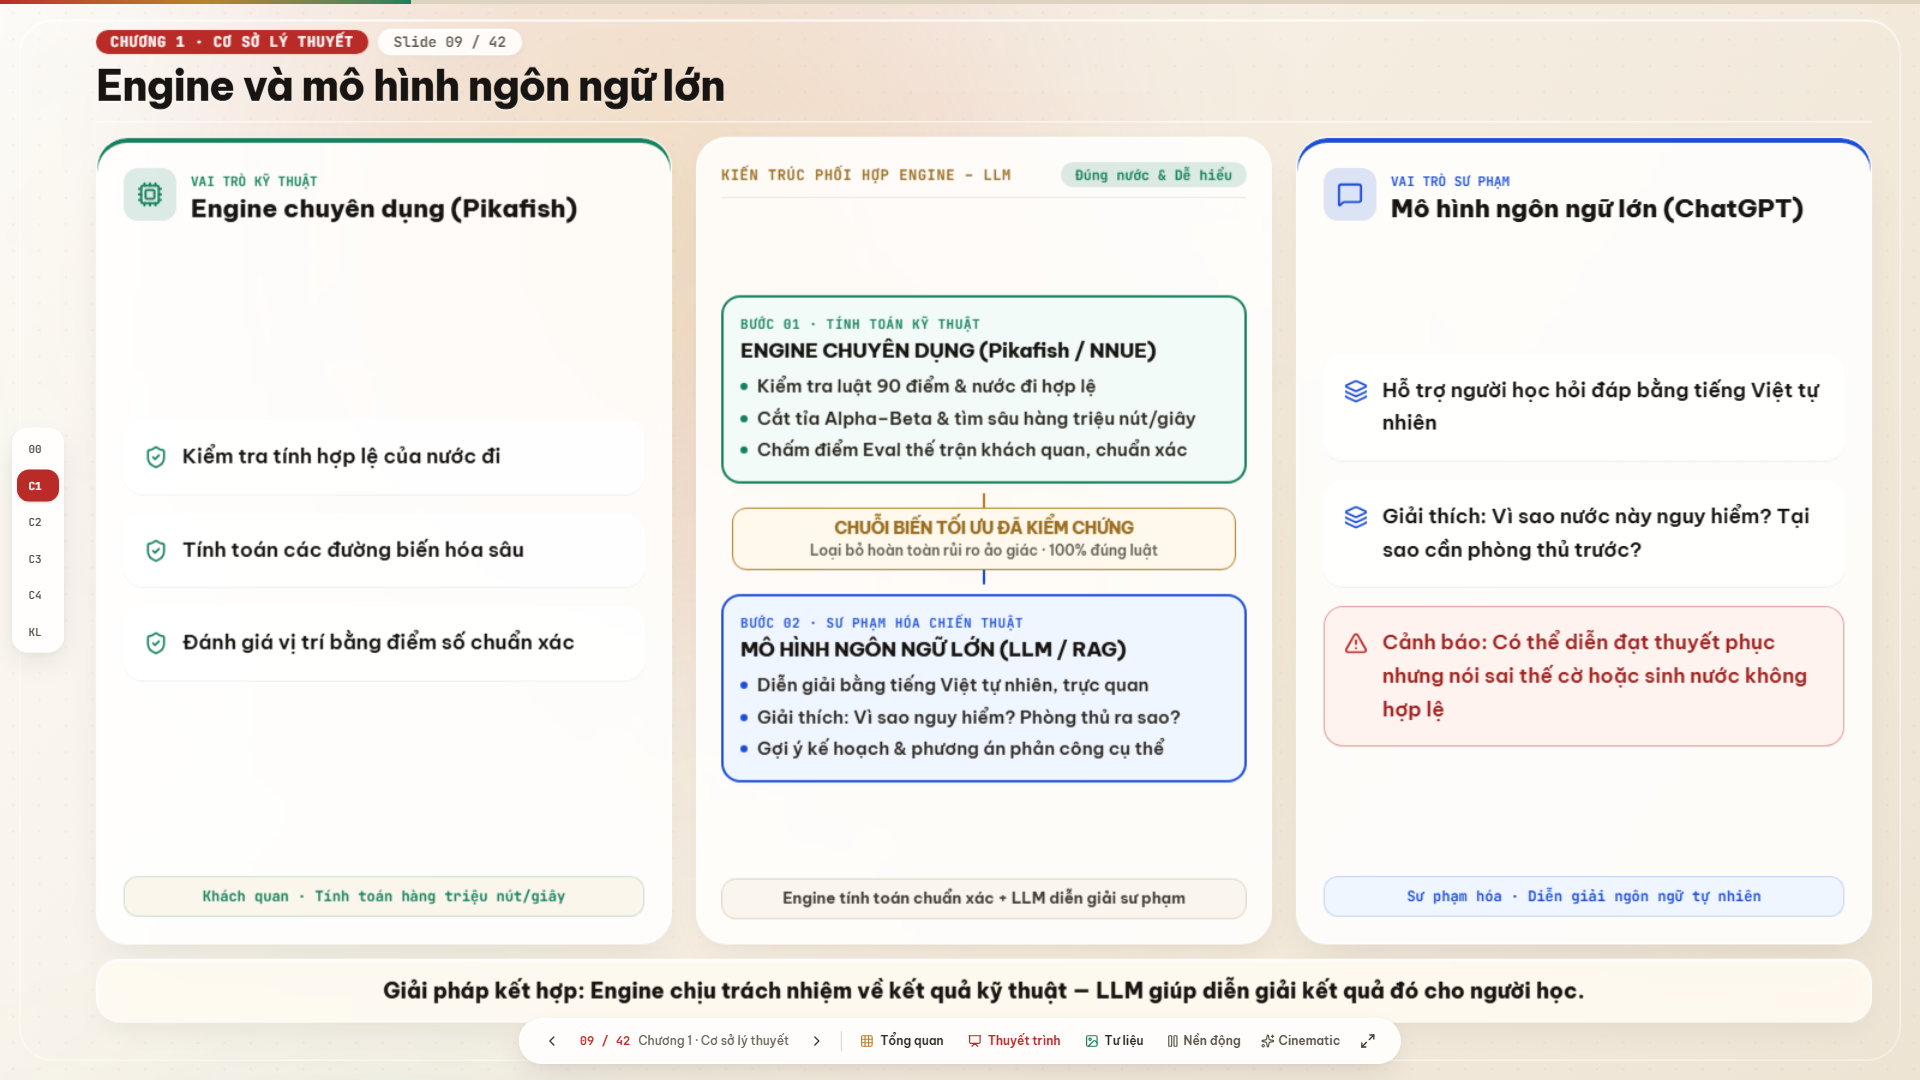 CHƯƠNG 1 · CƠ SỞ LÝ THUYẾT
Slide 09 / 42
Engine và mô hình ngôn ngữ lớn
VAI TRÒ KỸ THUẬT
Engine chuyên dụng (Pikafish)
Kiểm tra tính hợp lệ của nước đi
Tính toán các đường biến hóa sâu
Đánh giá vị trí bằng điểm số chuẩn xác
Khách quan · Tính toán hàng triệu nút/giây
KIẾN TRÚC PHỐI HỢP ENGINE – LLM
Đúng nước & Dễ hiểu
BƯỚC 01 · TÍNH TOÁN KỸ THUẬT
ENGINE CHUYÊN DỤNG (Pikafish / NNUE)
• Kiểm tra luật 90 điểm & nước đi hợp lệ
• Cắt tỉa Alpha–Beta & tìm sâu hàng triệu nút/giây
• Chấm điểm Eval thế trận khách quan, chuẩn xác
CHUỖI BIẾN TỐI ƯU ĐÃ KIỂM CHỨNG
Loại bỏ hoàn toàn rủi ro ảo giác · 100% đúng luật
BƯỚC 02 · SƯ PHẠM HÓA CHIẾN THUẬT
MÔ HÌNH NGÔN NGỮ LỚN (LLM / RAG)
• Diễn giải bằng tiếng Việt tự nhiên, trực quan
• Giải thích: Vì sao nguy hiểm? Phòng thủ ra sao?
• Gợi ý kế hoạch & phương án phản công cụ thể
Engine tính toán chuẩn xác + LLM diễn giải sư phạm
VAI TRÒ SƯ PHẠM
Mô hình ngôn ngữ lớn (ChatGPT)
Hỗ trợ người học hỏi đáp bằng tiếng Việt tự
nhiên
Giải thích: Vì sao nước này nguy hiểm? Tại
sao cần phòng thủ trước?
Cảnh báo: Có thể diễn đạt thuyết phục
nhưng nói sai thế cờ hoặc sinh nước không
hợp lệ
Sư phạm hóa · Diễn giải ngôn ngữ tự nhiên
00
C1
C2
C3
C4
KL
Giải pháp kết hợp: Engine chịu trách nhiệm về kết quả kỹ thuật — LLM giúp diễn giải kết quả đó cho người học.
09 / 42 Chương 1 · Cơ sở lý thuyết
Tổng quan
Thuyết trình
Tư liệu
Nền động
Cinematic